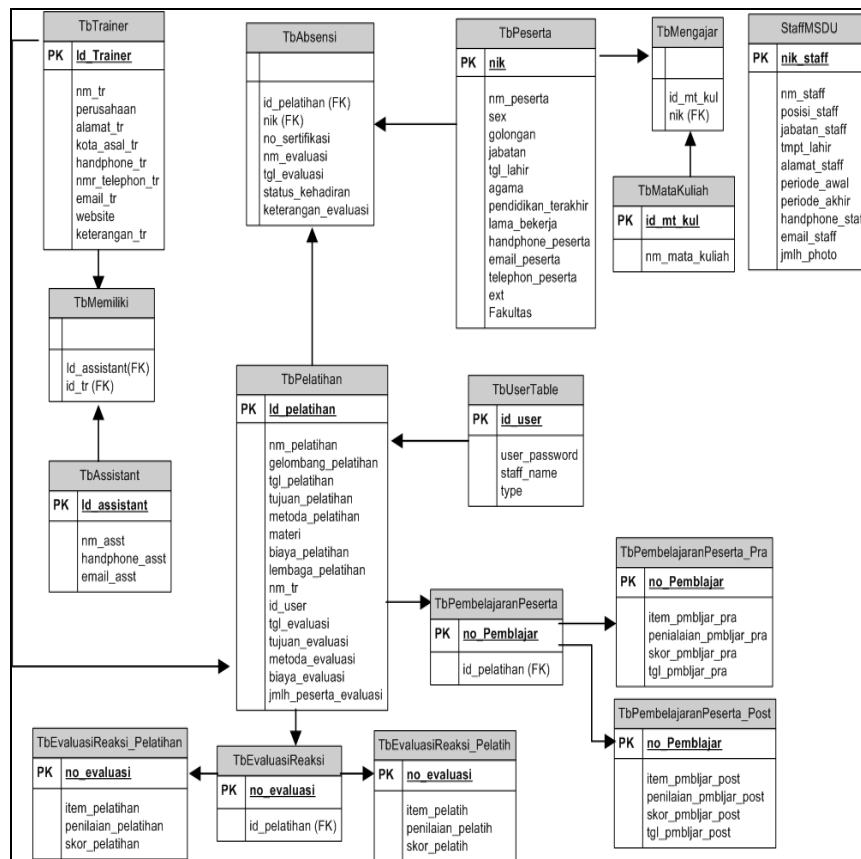 TbTrainer
PK Id_Trainer
nm_tr
perusahaan
alamat_tr
kota_asal_tr
handphone_tr
nmr_telephon_tr
email_tr
website
keterangan_tr
TbAbsensi
id_pelatihan (FK)
nik (FK)
no_sertifikasi
nm_evaluasi
tgl_evaluasi
status_kehadiran
keterangan_evaluasi
TbPeserta
PK nik
nm_peserta
sex
golongan
jabatan
tgl_lahir
agama
pendidikan_terakhir
lama_bekerja
handphone_peserta
email_peserta
telephon_peserta
ext
Fakultas
TbMengajar
id_mt_kul
nik (FK)
StaffMSDU
PK nik_staff
nm_staff
posisi_staff
jabatan_staff
tmpt_lahir
alamat_staff
periode_awal
periode_akhir
handphone_staf
email_staff
jmlh_photo
TbMataKuliah
PK id_mt_kul
nm_mata_kuliah
TbMemiliki
Id_assistant(FK)
id_tr (FK)
TbAssistant
PK Id_assistant
nm_asst
handphone_asst
email_asst
TbPelatihan
PK Id_pelatihan
nm_pelatihan
gelombang_pelatihan
tgl_pelatihan
tujuan_pelatihan
metoda_pelatihan
materi
biaya_pelatihan
lembaga_pelatihan
nm_tr
id_user
tgl_evaluasi
tujuan_evaluasi
metoda_evaluasi
biaya_evaluasi
jmlh_peserta_evaluasi
TbUserTable
PK id_user
user_password
staff_name
type
TbPembelajaranPeserta
PK no_Pemblajar
id_pelatihan (FK)
TbPembelajaranPeserta_Pra
PK no_Pemblajar
item_pmbljar_pra
penialaian_pmbljar_pra
skor_pmbljar_pra
tgl_pmbljar_pra
TbPembelajaranPeserta_Post
PK no_Pemblajar
item_pmbljar_post
penilaian_pmbljar_post
skor_pmbljar_post
tgl_pmbljar_post
TbEvaluasiReaksi_Pelatihan
PK no_evaluasi
item_pelatihan
penilaian_pelatihan
skor_pelatihan
TbEvaluasiReaksi
PK no_evaluasi
id_pelatihan (FK)
TbEvaluasiReaksi_Pelatih
PK no_evaluasi
item_pelatih
penilaian_pelatih
skor_pelatih